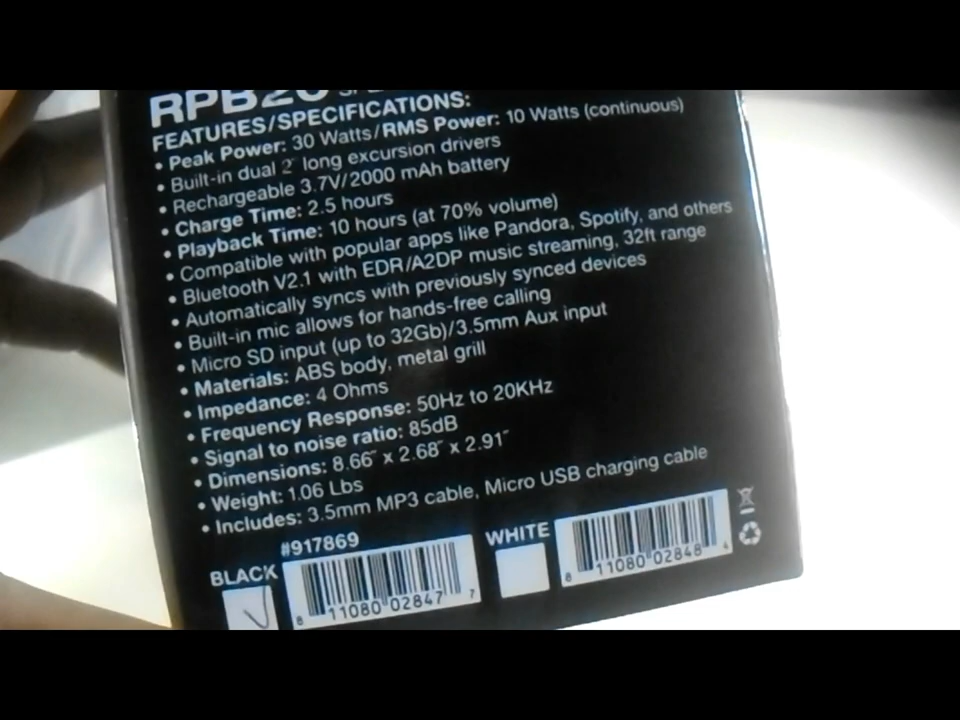 RPB20
FEATURES/SPECIFICATIONS:
• Peak Power: 30 Watts/RMS Power: 10 Watts (continuous)
• Built-in dual 2" long excursion drivers
• Rechargeable 3.7V/2000 mAh battery
• Charge Time: 2.5 hours
• Playback Time: 10 hours (at 70% volume)
• Compatible with popular apps like Pandora, Spotify, and others
• Bluetooth V2.1 with EDR/A2DP music streaming, 32ft range
• Automatically syncs with previously synced devices
• Built-in mic allows for hands-free calling
• Micro SD input (up to 32Gb)/3.5mm Aux input
• Materials: ABS body, metal grill
• Impedance: 4 Ohms
• Frequency Response: 50Hz to 20KHz
• Signal to noise ratio: 85dB
• Dimensions: 8.66" x 2.68" x 2.91"
• Weight: 1.06 Lbs
• Includes: 3.5mm MP3 cable, Micro USB charging cable
#917869
BLACK
8 11080 02847 7
WHITE
8 11080 02848 4